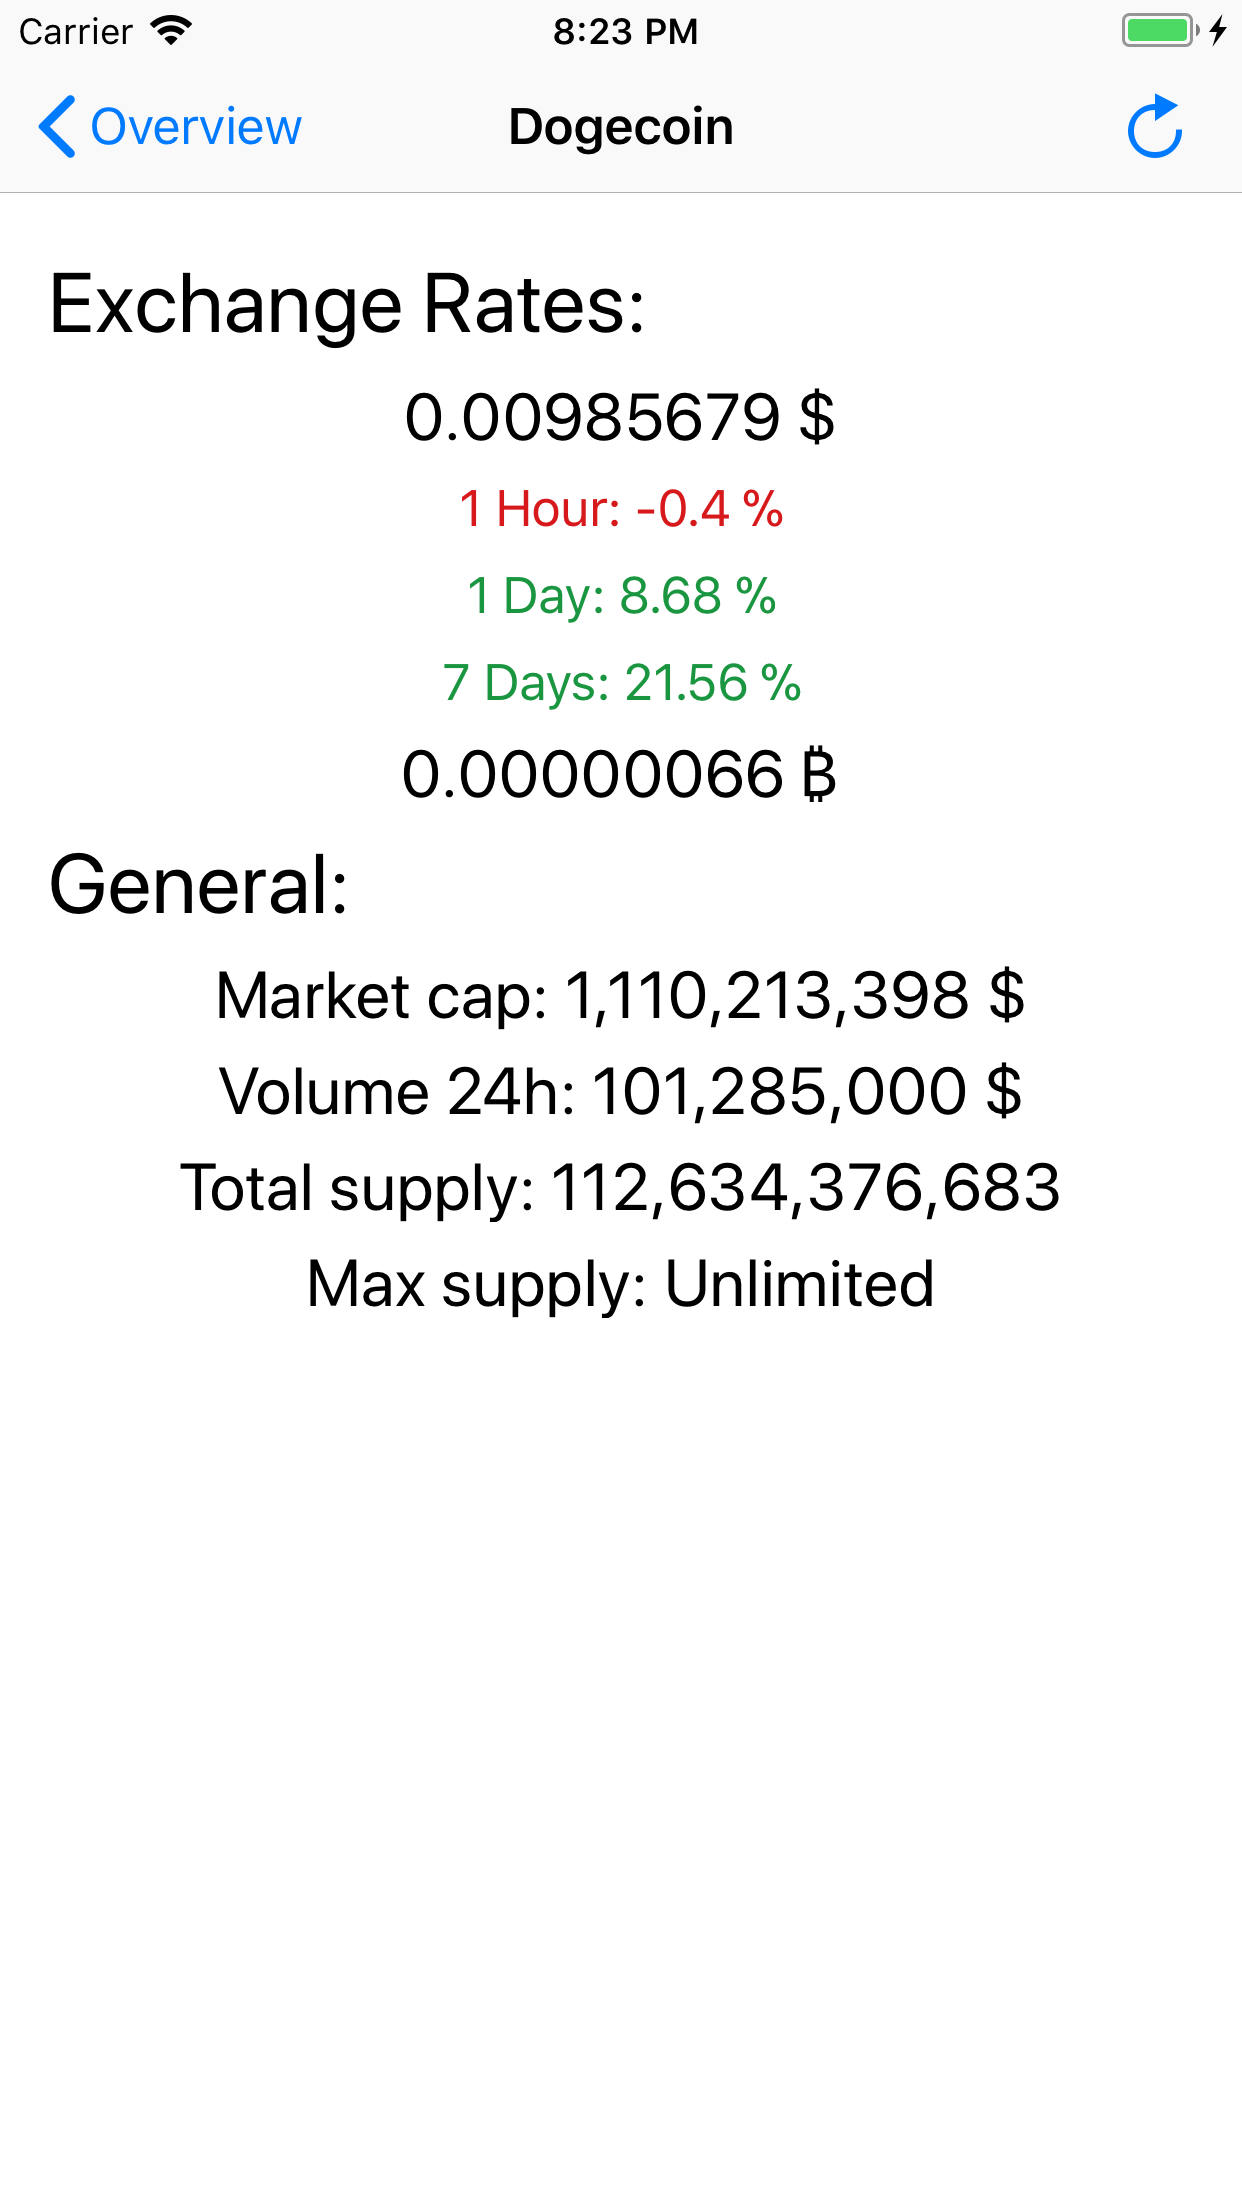 Carrier 8:23 PM
Overview Dogecoin
Exchange Rates:
0.00985679 $
1 Hour: -0.4 %
1 Day: 8.68 %
7 Days: 21.56 %
0.00000066 ₿
General:
Market cap: 1,110,213,398 $
Volume 24h: 101,285,000 $
Total supply: 112,634,376,683
Max supply: Unlimited